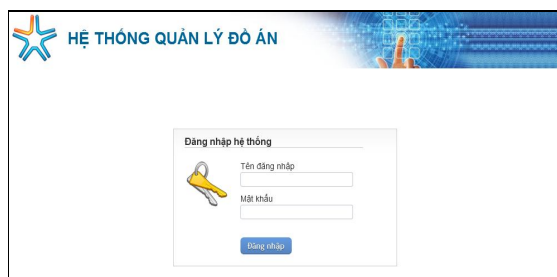 HỆ THỐNG QUẢN LÝ ĐỒ ÁN
Đăng nhập hệ thống
Tên đăng nhập
Mật khẩu
Đăng nhập